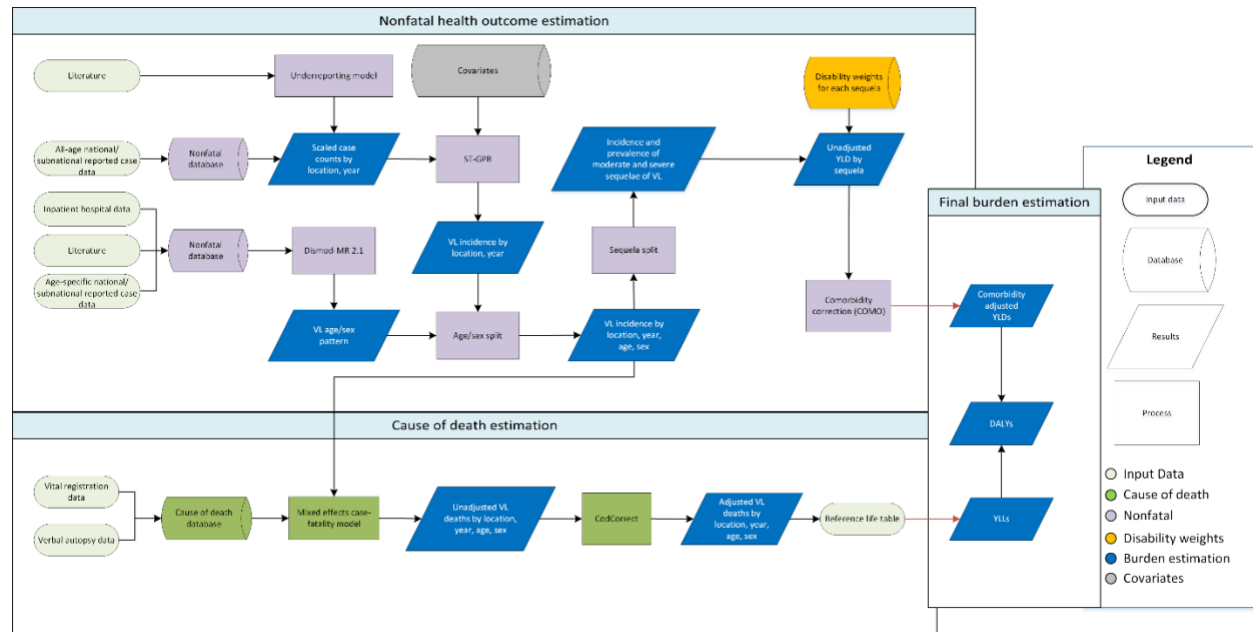 Nonfatal health outcome estimation
Literature
Underreporting model
Covariates
Disability weights
for each sequela
All-age national/
subnational reported case
data
Nonfatal
database
Scaled case
counts by
location, year
ST-GPR
Incidence and
prevalence of
moderate and severe
sequelae of VL
Unadjusted
YLD by
sequela
Inpatient hospital data
Literature
Age-specific national/
subnational reported case
data
Nonfatal
database
Dismod-MR 2.1
VL incidence by
location, year
Sequela split
Comorbidity
correction (COMO)
VL age/sex
pattern
Age/sex split
VL incidence by
location, year,
age, sex
Cause of death estimation
Vital registration
data
Verbal autopsy data
Cause of death
database
Mixed effects case-
fatality model
Unadjusted VL
deaths by location,
year, age, sex
CodCorrect
Adjusted VL
deaths by
location, year,
age, sex
Reference life table
Final burden estimation
Comorbidity
adjusted
YLDs
DALYs
YLLs
Legend
Input data
Database
Results
Process
Input Data
Cause of death
Nonfatal
Disability weights
Burden estimation
Covariates